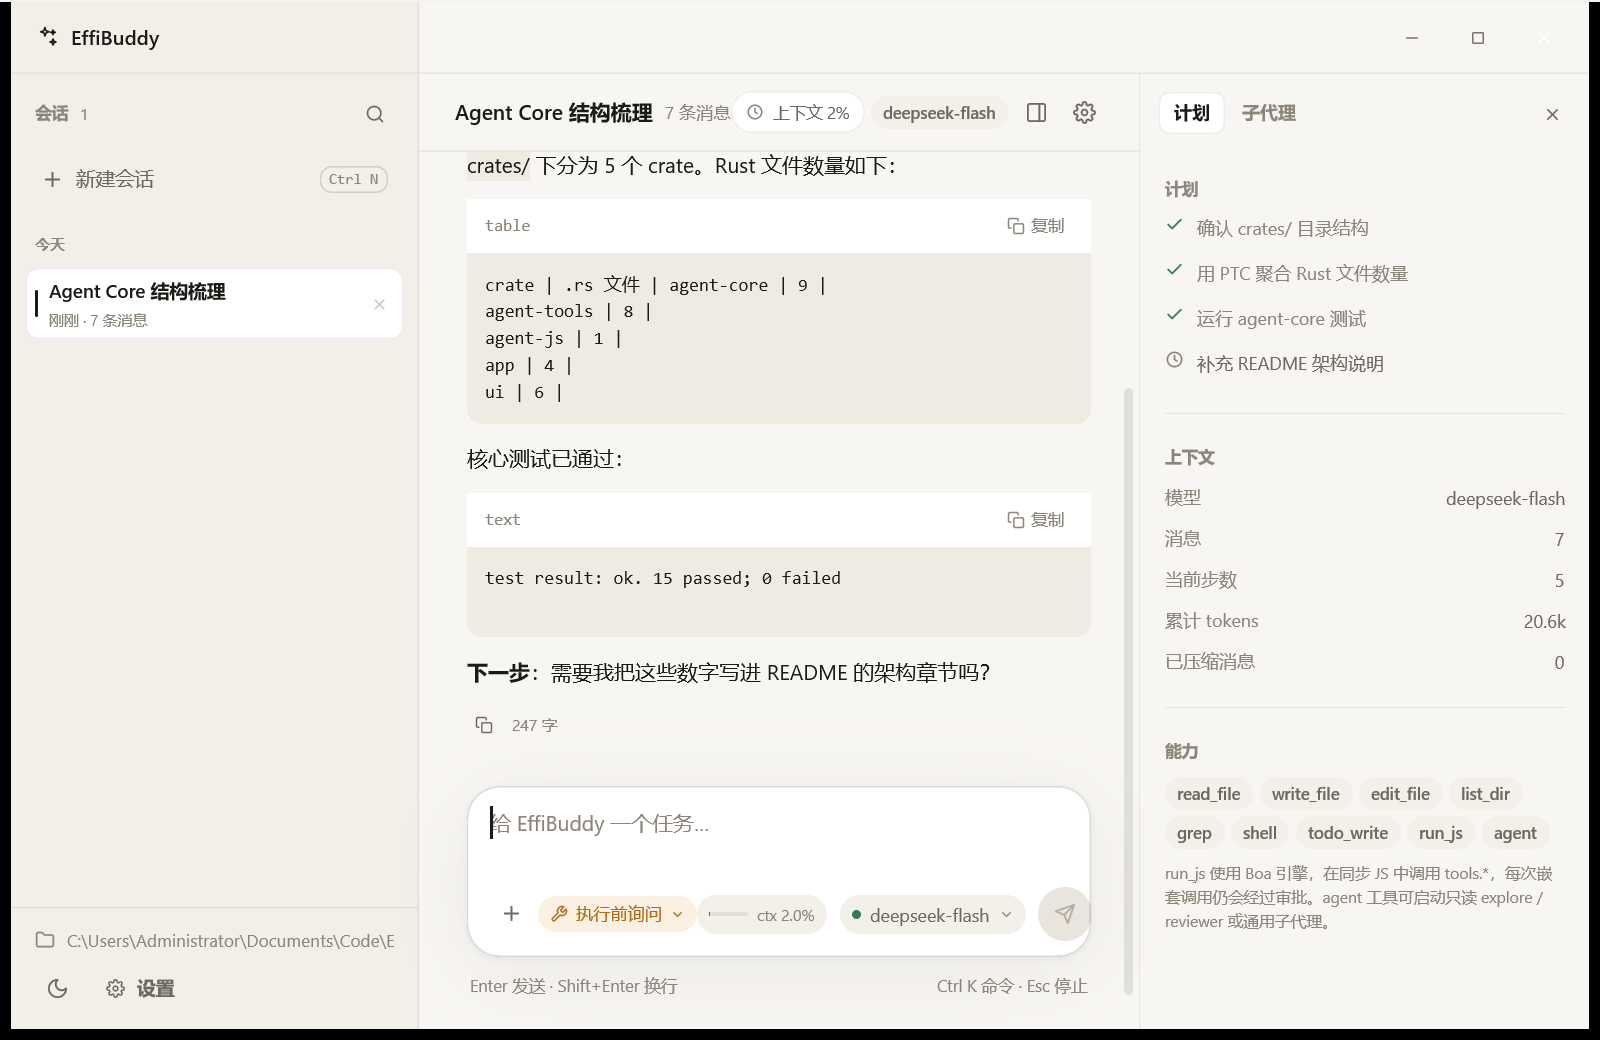 EffiBuddy
会话 1
新建会话 Ctrl N
今天
Agent Core 结构梳理
刚刚 · 7 条消息
C:\Users\Administrator\Documents\Code\E
设置
Agent Core 结构梳理 7 条消息 上下文 2% deepseek-flash
crates/ 下分为 5 个 crate。Rust 文件数量如下：
table 复制
crate | .rs 文件 | agent-core | 9 |
agent-tools | 8 |
agent-js | 1 |
app | 4 |
ui | 6 |
核心测试已通过：
text 复制
test result: ok. 15 passed; 0 failed
下一步：需要我把这些数字写进 README 的架构章节吗？
247 字
给 EffiBuddy 一个任务...
执行前询问 ctx 2.0% deepseek-flash
Enter 发送 · Shift+Enter 换行 Ctrl K 命令 · Esc 停止
计划 子代理
计划
确认 crates/ 目录结构
用 PTC 聚合 Rust 文件数量
运行 agent-core 测试
补充 README 架构说明
上下文
模型 deepseek-flash
消息 7
当前步数 5
累计 tokens 20.6k
已压缩消息 0
能力
read_file write_file edit_file list_dir
grep shell todo_write run_js agent
run_js 使用 Boa 引擎，在同步 JS 中调用 tools.*，每次嵌
套调用仍会经过审批。agent 工具可启动只读 explore /
reviewer 或通用子代理。